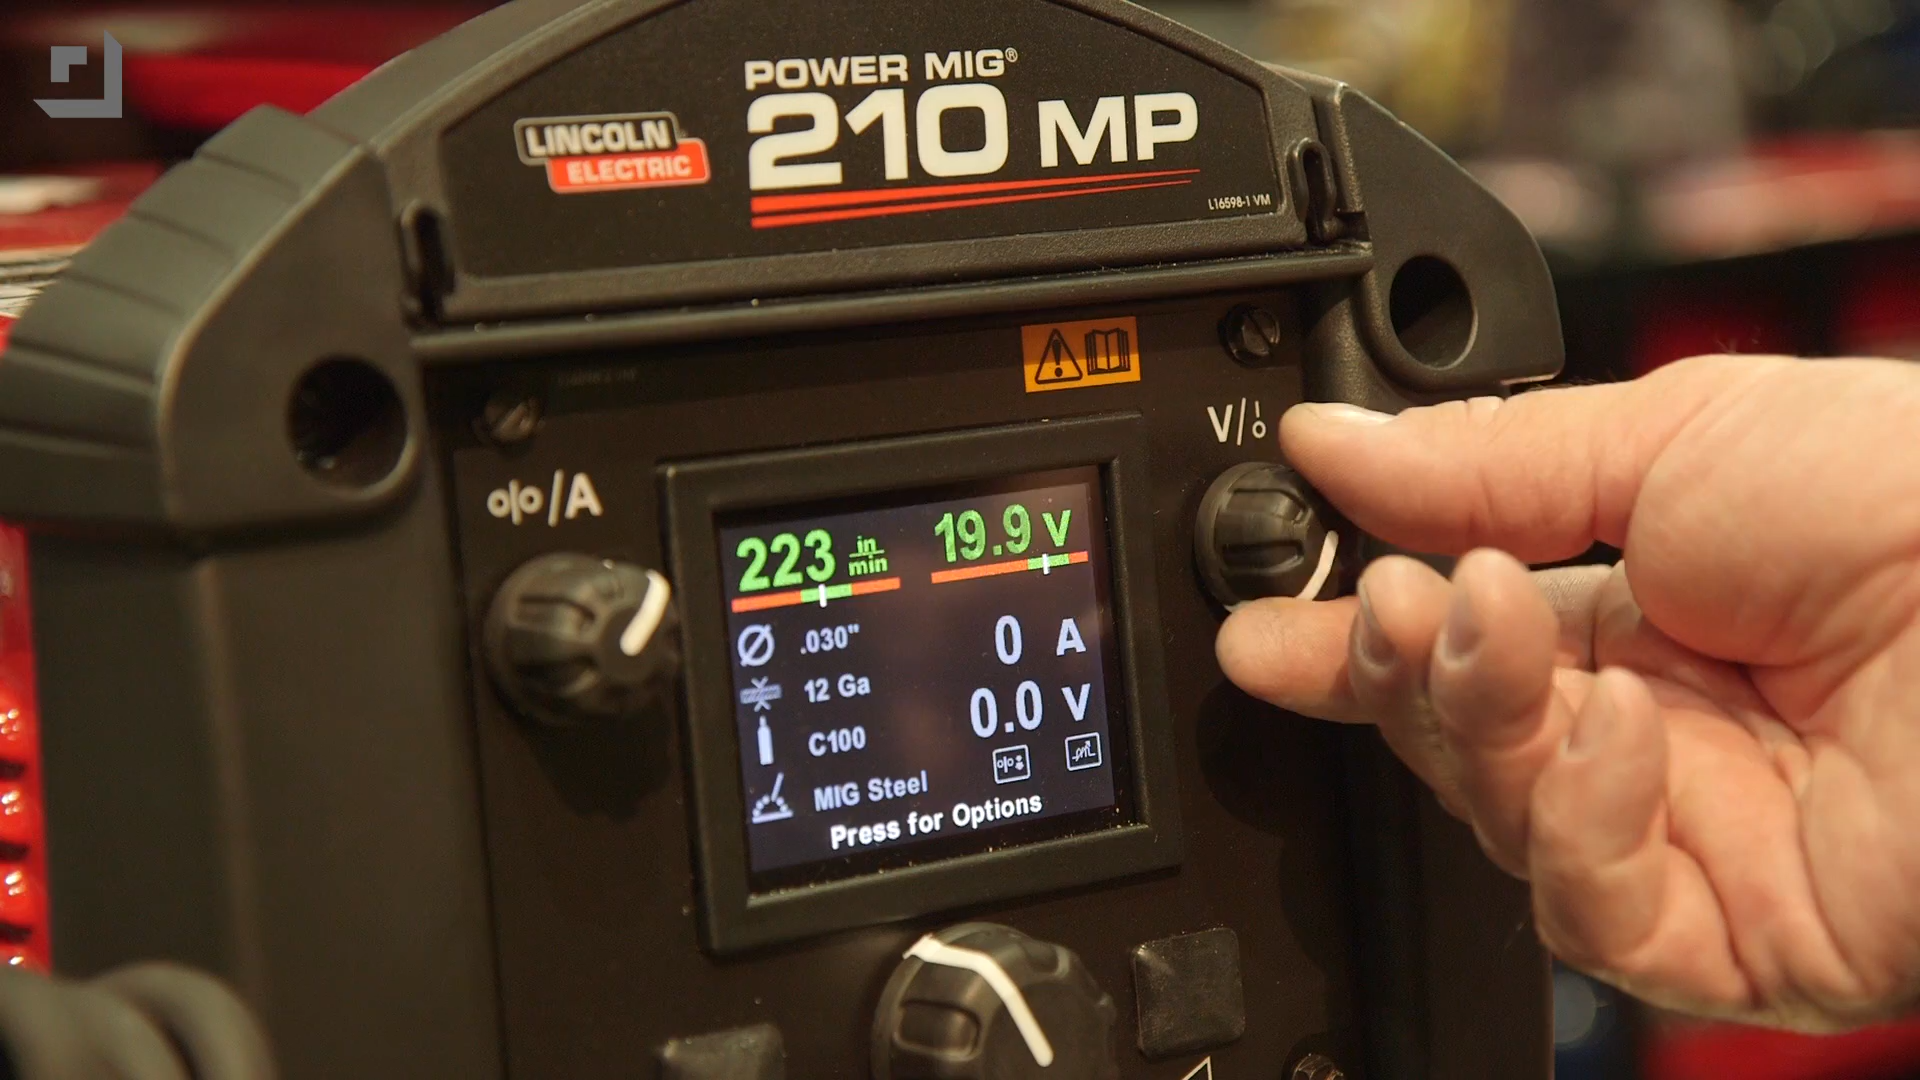 POWER MIG®
LINCOLN
ELECTRIC
210 MP
L16598-1 VM
V/
/A
223 in/min
19.9 V
.030"
0 A
12 Ga
0.0 V
C100
MIG Steel
Press for Options